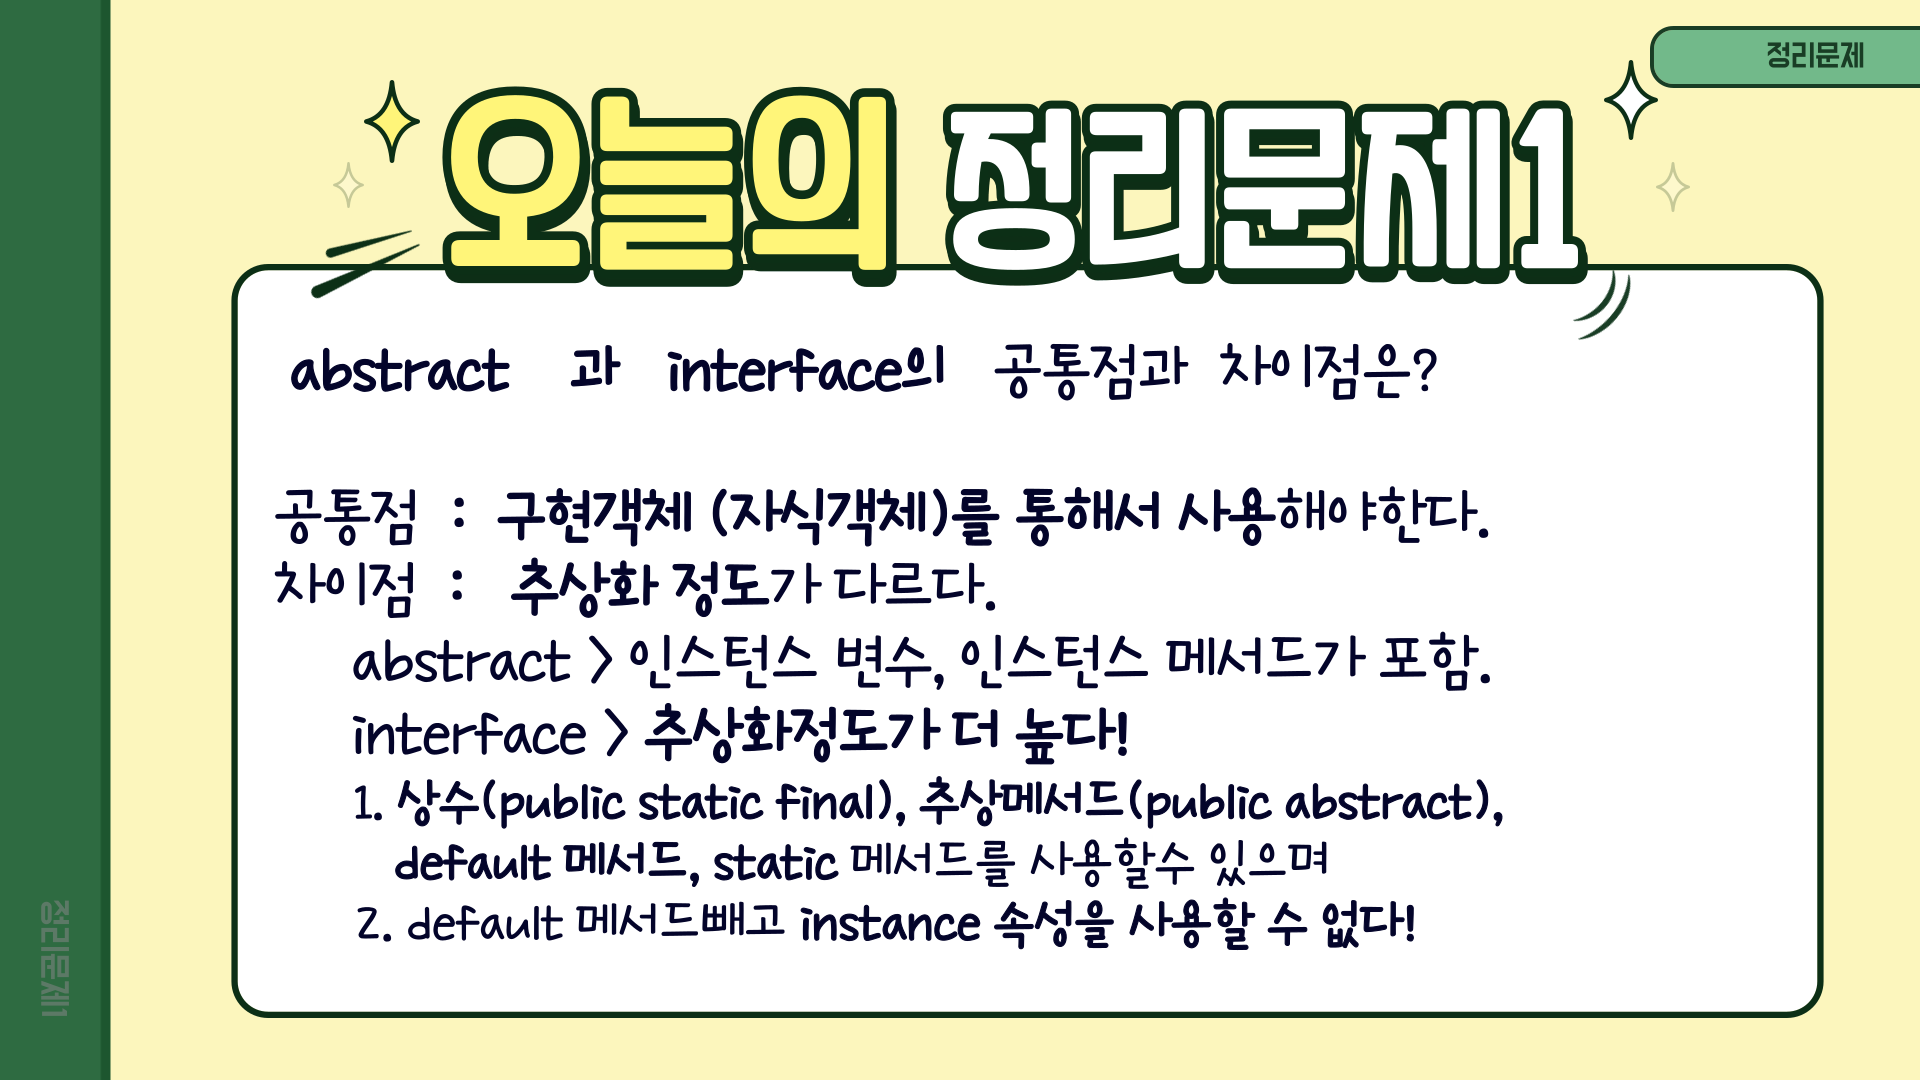 정리문제
오늘의 정리문제1
abstract 과 interface의 공통점과 차이점은?
공통점 : 구현객체 (자식객체)를 통해서 사용해야한다.
차이점 : 추상화 정도가 다르다.
abstract > 인스턴스 변수, 인스턴스 메서드가 포함.
interface > 추상화정도가 더 높다!
1. 상수(public static final), 추상메서드(public abstract),
default 메서드, static 메서드를 사용할수 있으며
2. default 메서드빼고 instance 속성을 사용할 수 없다!
정리문제1